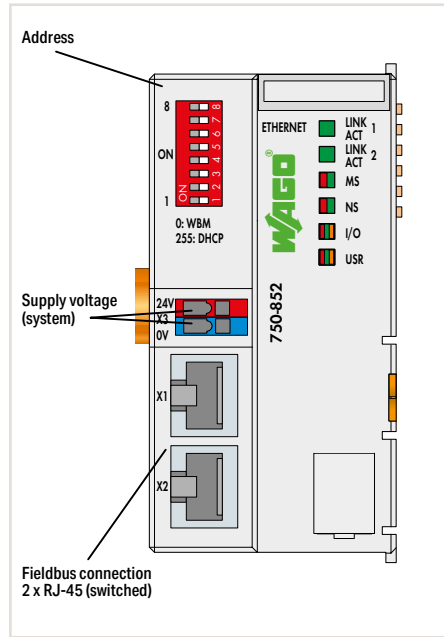 Address
8
ON
1
ON
1 2 3 4 5 6 7 8
0: WBM
255: DHCP
ETHERNET
LINK 1
ACT
LINK 2
ACT
MS
NS
I/O
USR
WAGO
750-852
Supply voltage
(system)
24V
X3
0V
X1
X2
Fieldbus connection
2 x RJ-45 (switched)